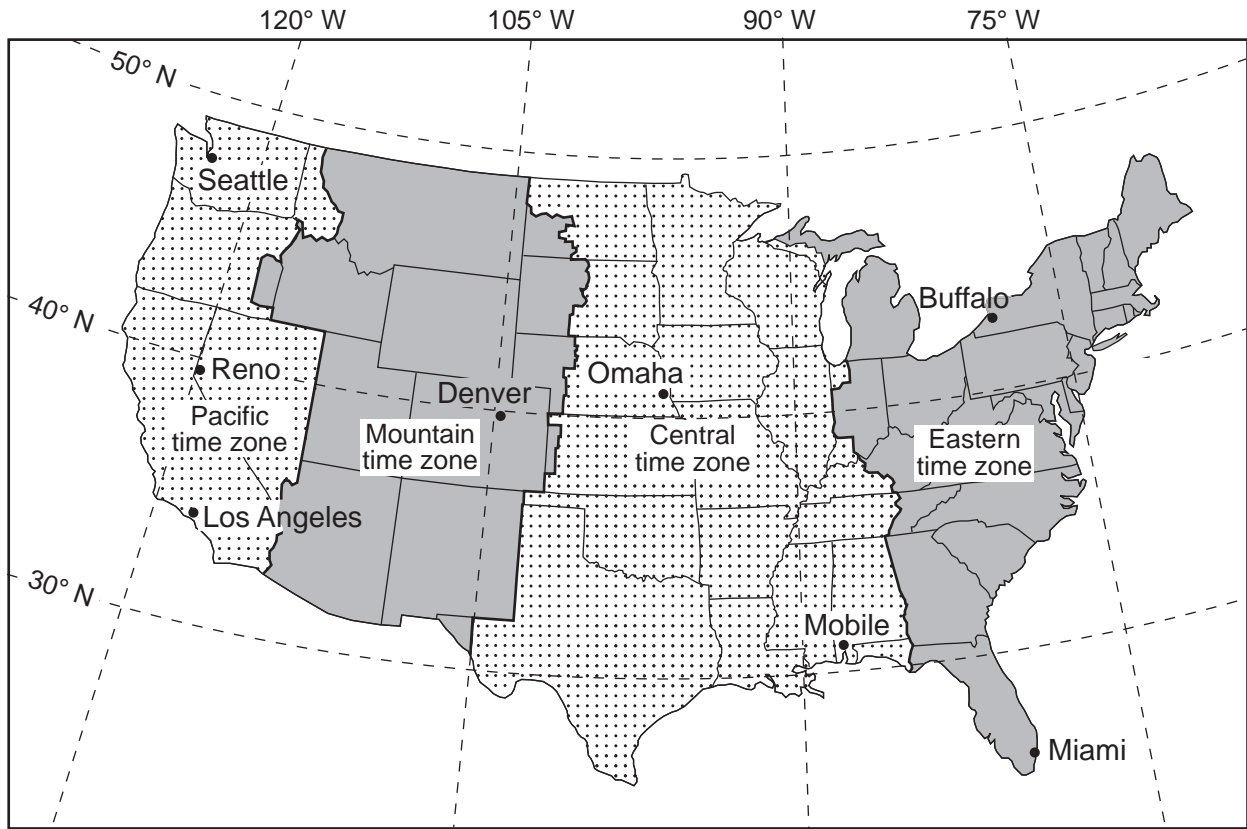 120° W
105° W
90° W
75° W
50° N
Seattle
40° N
Buffalo
Reno
Denver
Omaha
Pacific
time zone
Mountain
time zone
Central
time zone
Eastern
time zone
Los Angeles
30° N
Mobile
Miami